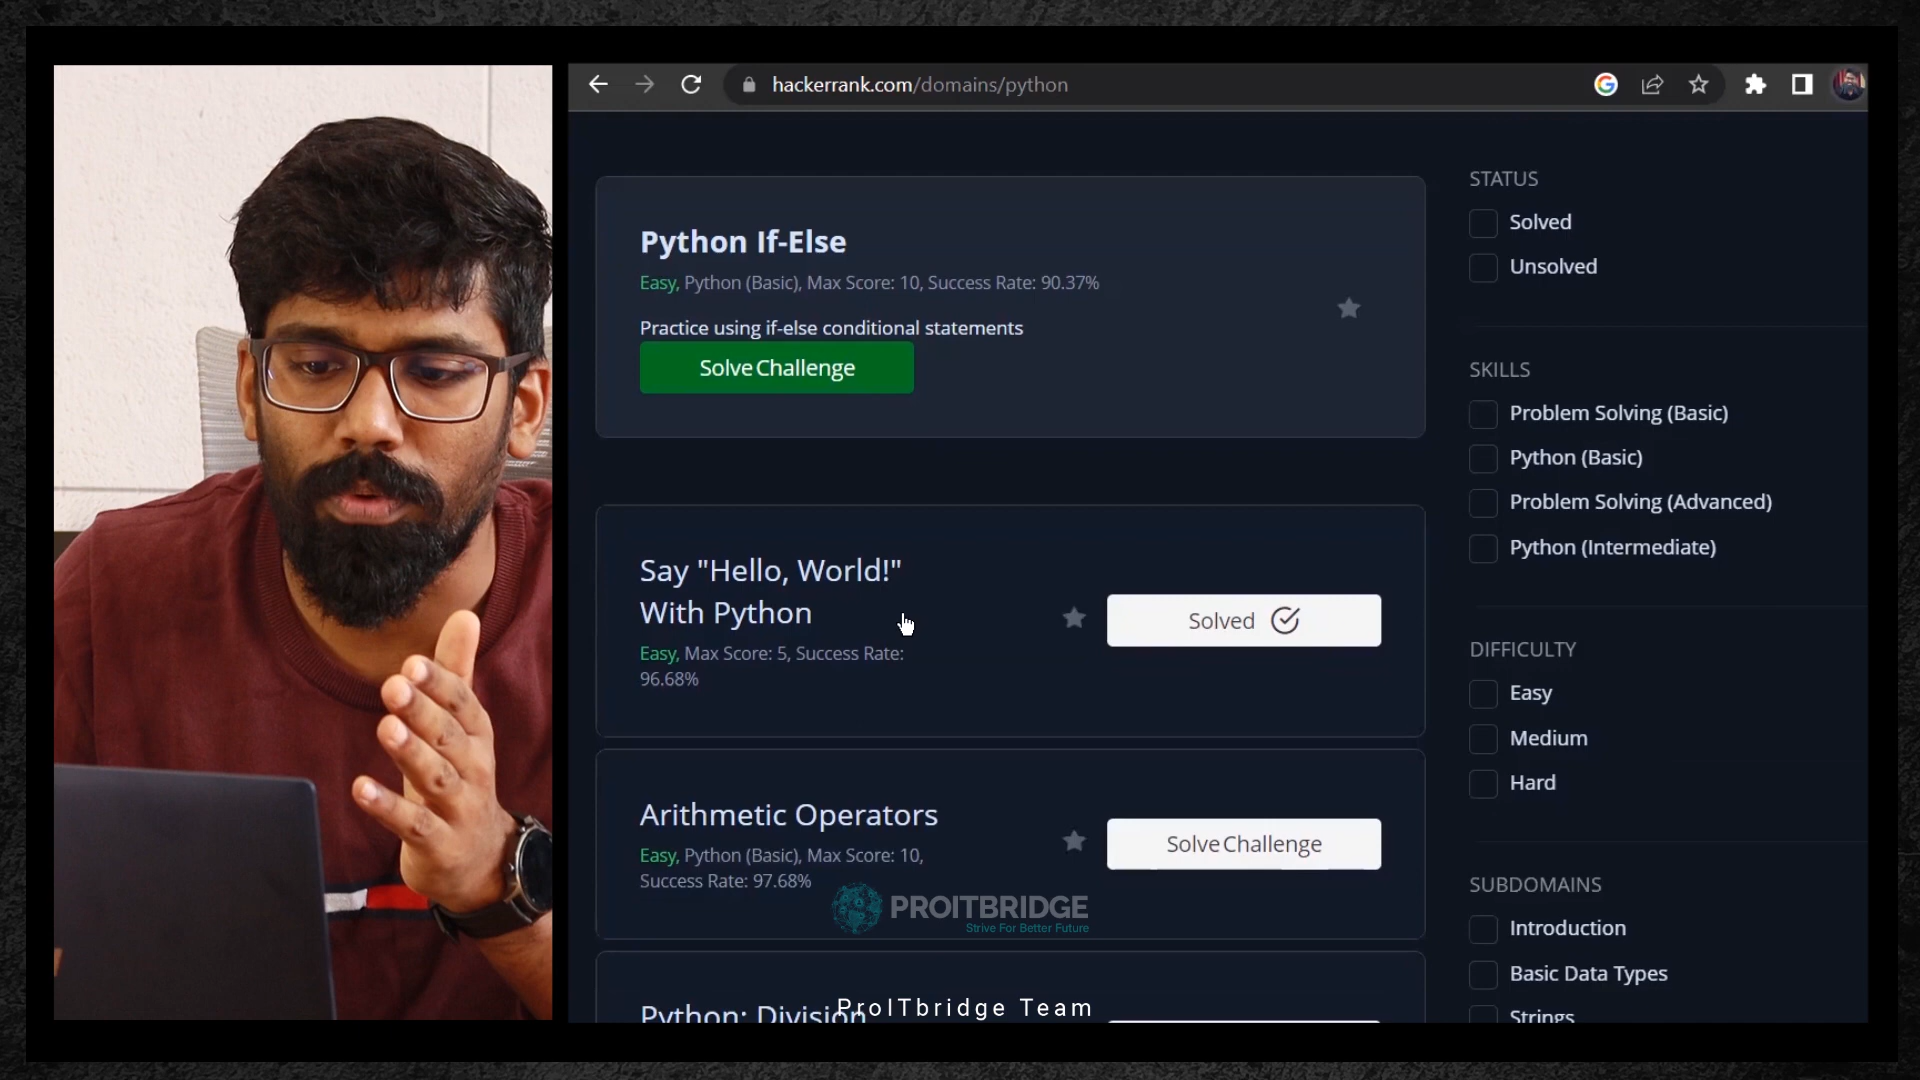 hackerrank.com/domains/python
Python If-Else
Easy, Python (Basic), Max Score: 10, Success Rate: 90.37%
Practice using if-else conditional statements
Solve Challenge
Say "Hello, World!"
With Python
Easy, Max Score: 5, Success Rate:
96.68%
Solved
Arithmetic Operators
Easy, Python (Basic), Max Score: 10,
Success Rate: 97.68%
Solve Challenge
Python: Division
STATUS
Solved
Unsolved
SKILLS
Problem Solving (Basic)
Python (Basic)
Problem Solving (Advanced)
Python (Intermediate)
DIFFICULTY
Easy
Medium
Hard
SUBDOMAINS
Introduction
Basic Data Types
Strings
PROITBRIDGE
Strive For Better Future
ProITbridge Team